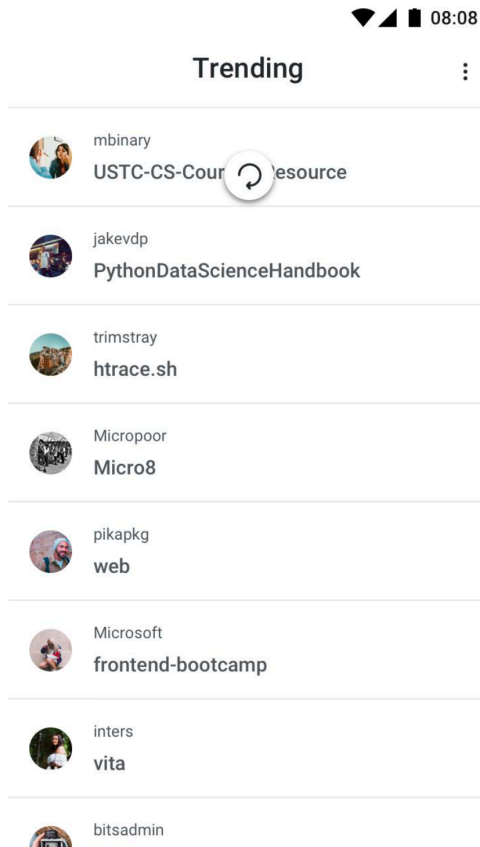 08:08
Trending
mbinary
USTC-CS-Cour esource
jakevdp
PythonDataScienceHandbook
trimstray
htrace.sh
Micropoor
Micro8
pikapkg
web
Microsoft
frontend-bootcamp
inters
vita
bitsadmin